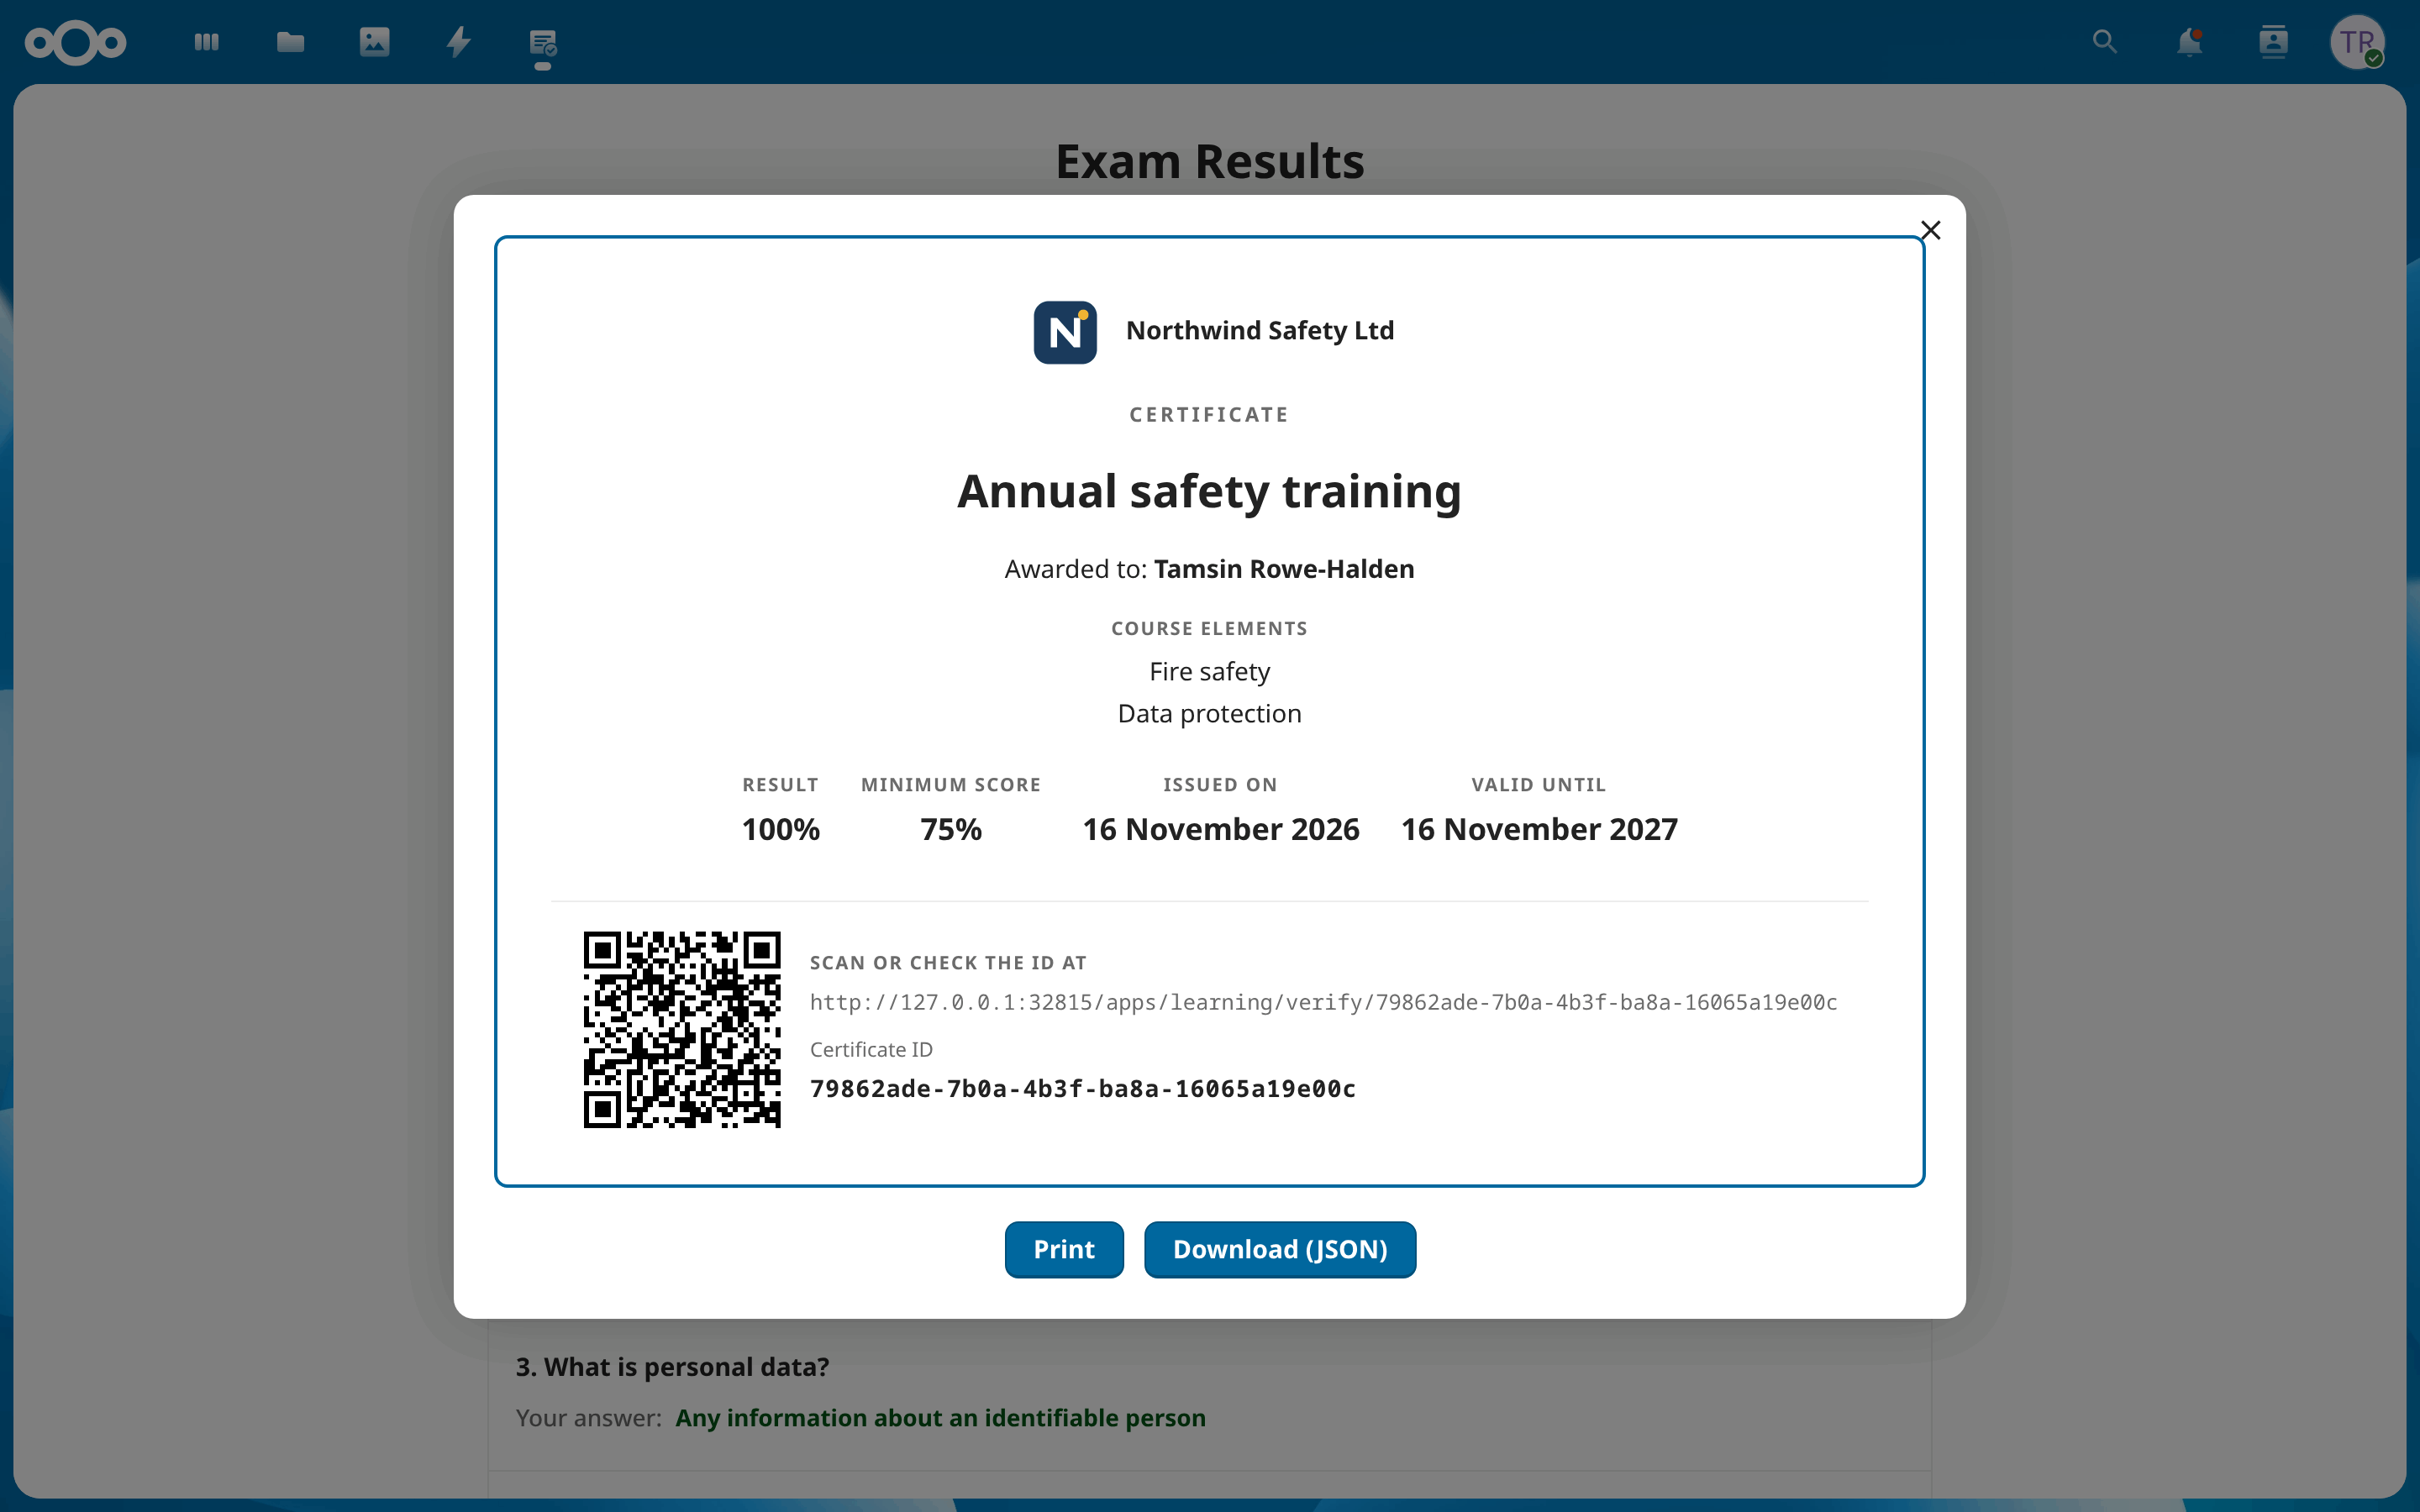 TR
Exam Results
N
Northwind Safety Ltd
CERTIFICATE
Annual safety training
Awarded to: Tamsin Rowe-Halden
COURSE ELEMENTS
Fire safety
Data protection
RESULT MINIMUM SCORE ISSUED ON VALID UNTIL
100% 75% 16 November 2026 16 November 2027
SCAN OR CHECK THE ID AT
http://127.0.0.1:32815/apps/learning/verify/79862ade-7b0a-4b3f-ba8a-16065a19e00c
Certificate ID
79862ade-7b0a-4b3f-ba8a-16065a19e00c
Print Download (JSON)
3. What is personal data?
Your answer: Any information about an identifiable person